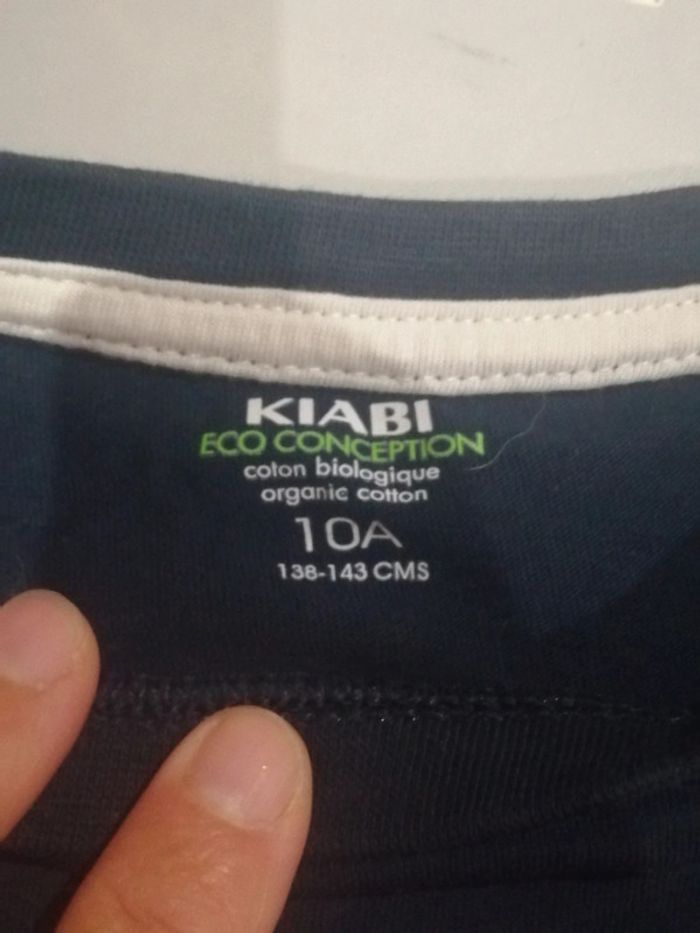 KIABI
ECO CONCEPTION
coton biologique
organic cotton
10A
138-143 CMS